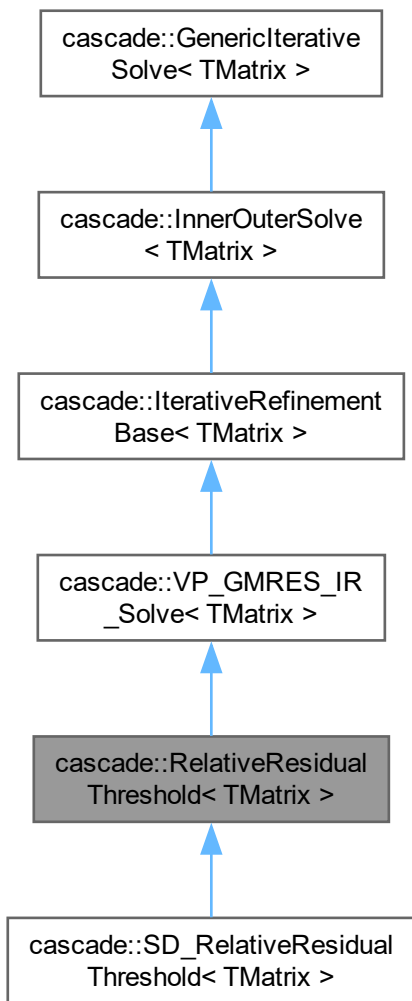 cascade::GenericIterative
Solve< TMatrix >
cascade::InnerOuterSolve
< TMatrix >
cascade::IterativeRefinement
Base< TMatrix >
cascade::VP_GMRES_IR
_Solve< TMatrix >
cascade::RelativeResidual
Threshold< TMatrix >
cascade::SD_RelativeResidual
Threshold< TMatrix >